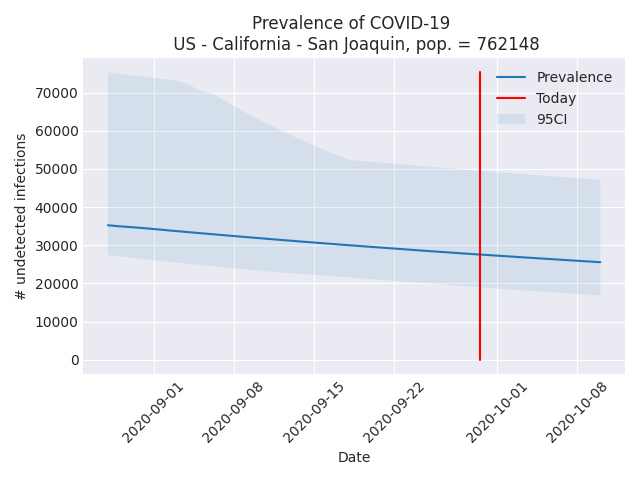 Prevalence of COVID-19
US - California - San Joaquin, pop. = 762148
Prevalence
Today
95CI
# undetected infections
70000
60000
50000
40000
30000
20000
10000
0
2020-09-01
2020-09-08
2020-09-15
2020-09-22
2020-10-01
2020-10-08
Date